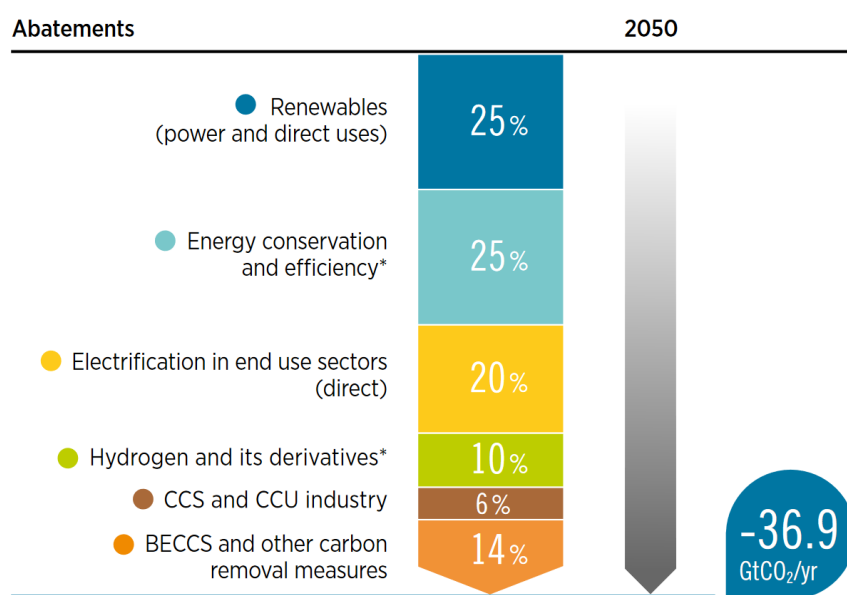 Abatements 2050
Renewables
(power and direct uses)
25%
Energy conservation
and efficiency*
25%
Electrification in end use sectors
(direct)
20%
Hydrogen and its derivatives*
10%
CCS and CCU industry
6%
BECCS and other carbon
removal measures
14%
-36.9
GtCO₂/yr